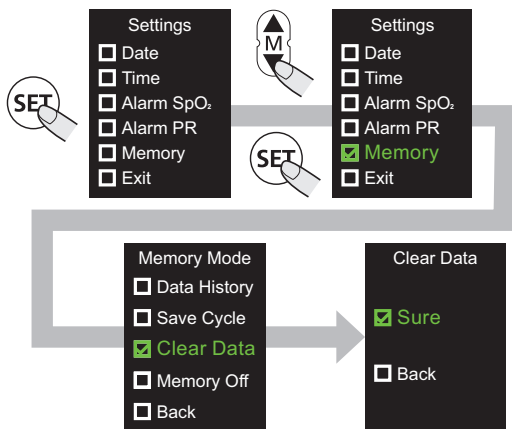 Settings
Date
Time
Alarm SpO₂
Alarm PR
Memory
Exit
SET
M
SET
Settings
Date
Time
Alarm SpO₂
Alarm PR
Memory
Exit
Memory Mode
Data History
Save Cycle
Clear Data
Memory Off
Back
Clear Data
Sure
Back